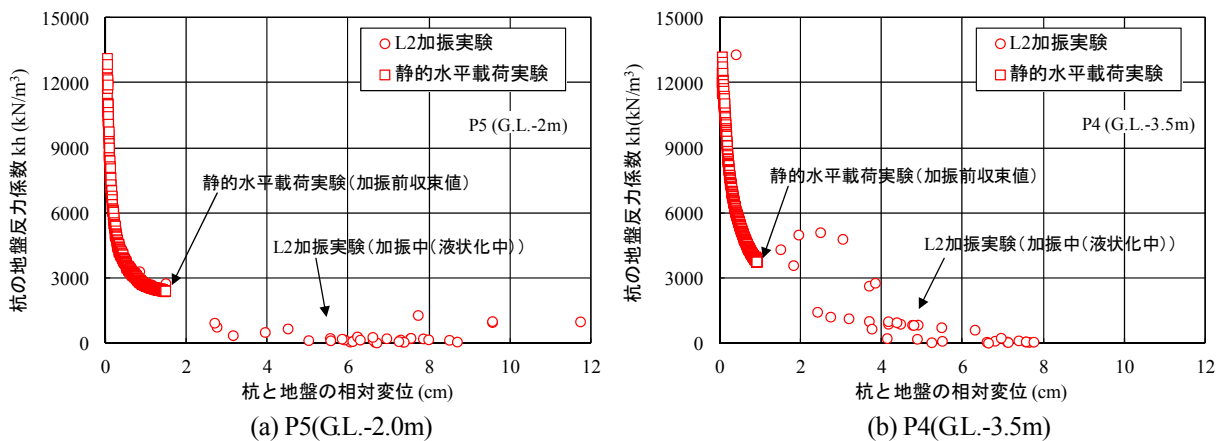 15000
12000
9000
6000
3000
0
杭の地盤反力係数 kh (kN/m³)
L2加振実験
静的水平載荷実験
P5 (G.L.-2m)
静的水平載荷実験（加振前収束値）
L2加振実験（加振中（液状化中））
0 2 4 6 8 10 12
杭と地盤の相対変位 (cm)
(a) P5(G.L.-2.0m)
15000
12000
9000
6000
3000
0
杭の地盤反力係数 kh(kN/m³)
L2加振実験
静的水平載荷実験
P4 (G.L.-3.5m)
静的水平載荷実験（加振前収束値）
L2加振実験（加振中（液状化中））
0 2 4 6 8 10 12
杭と地盤の相対変位 (cm)
(b) P4(G.L.-3.5m)